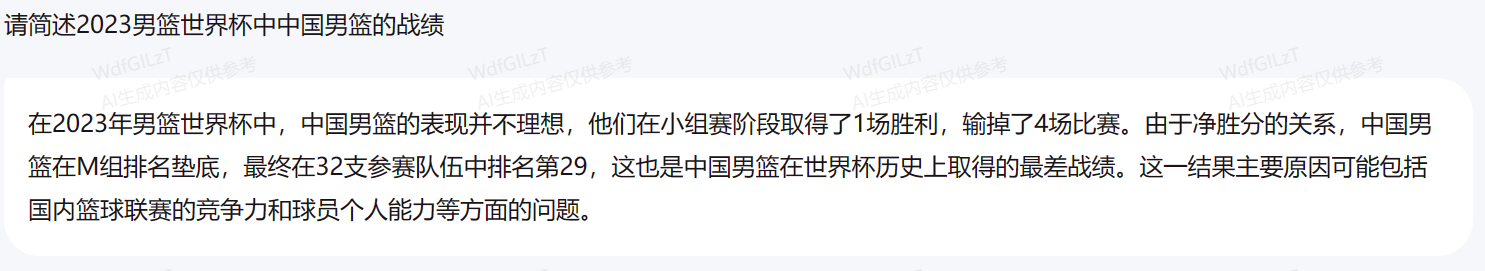 请简述2023男篮世界杯中中国男篮的战绩
WdfGILzT WdfGILzT WdfGILzT WdfGILzT
AI生成内容仅供参考 AI生成内容仅供参考 AI生成内容仅供参考 AI生成内容仅供参考
在2023年男篮世界杯中，中国男篮的表现并不理想，他们在小组赛阶段取得了1场胜利，输掉了4场比赛。由于净胜分的关系，中国男
篮在M组排名垫底，最终在32支参赛队伍中排名第29，这也是中国男篮在世界杯历史上取得的最差战绩。这一结果主要原因可能包括
国内篮球联赛的竞争力和球员个人能力等方面的问题。